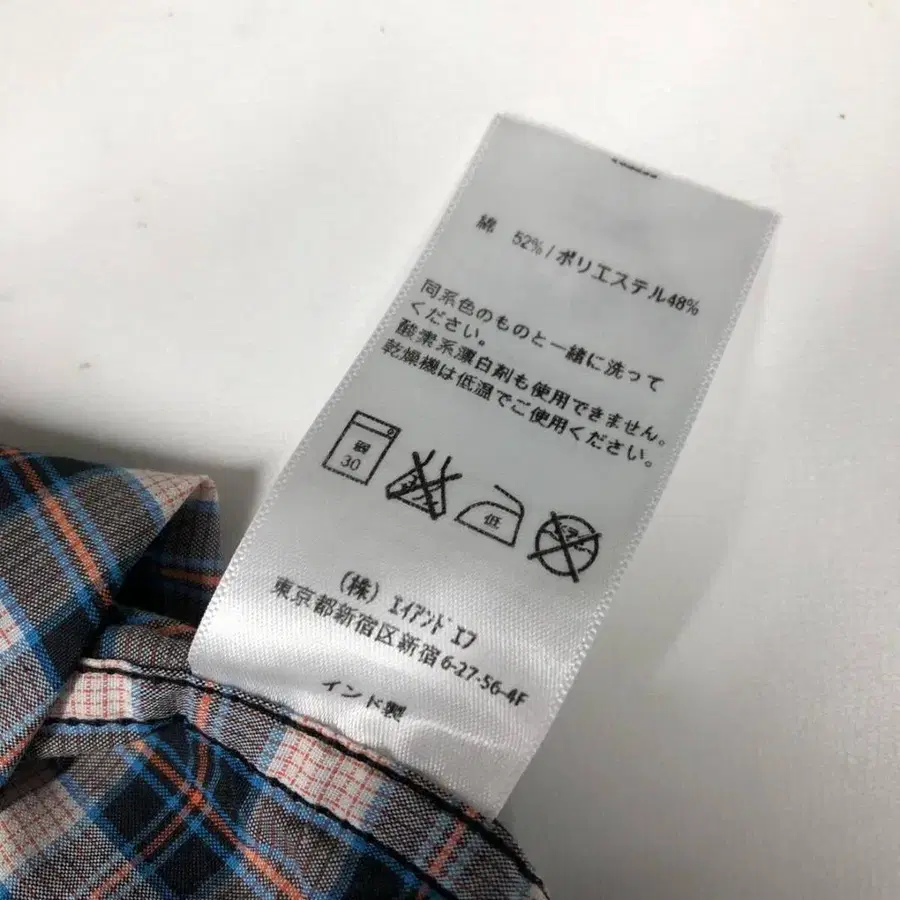 綿 52% / ポリエステル48%
同系色のものと一緒に洗って
ください。
酸素系漂白剤も使用できません。
乾燥機は低温でご使用ください。
30
低
(株) エイアンド エフ
東京都新宿区新宿6-27-56-4F
インド製